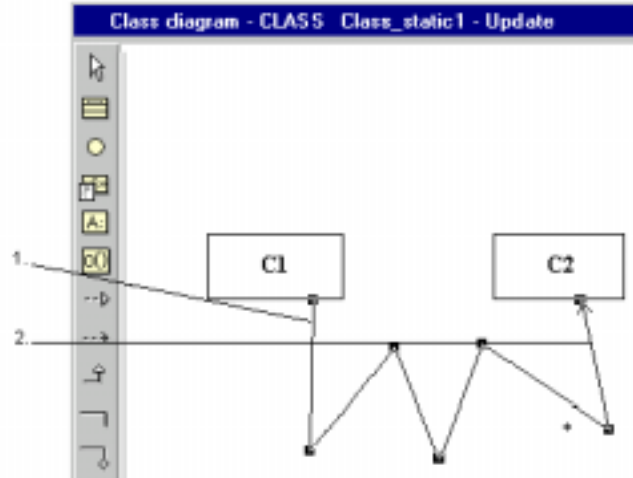 Class diagram - CLASS Class_static1 - Update
A:
o()
1.
C1
C2
2.